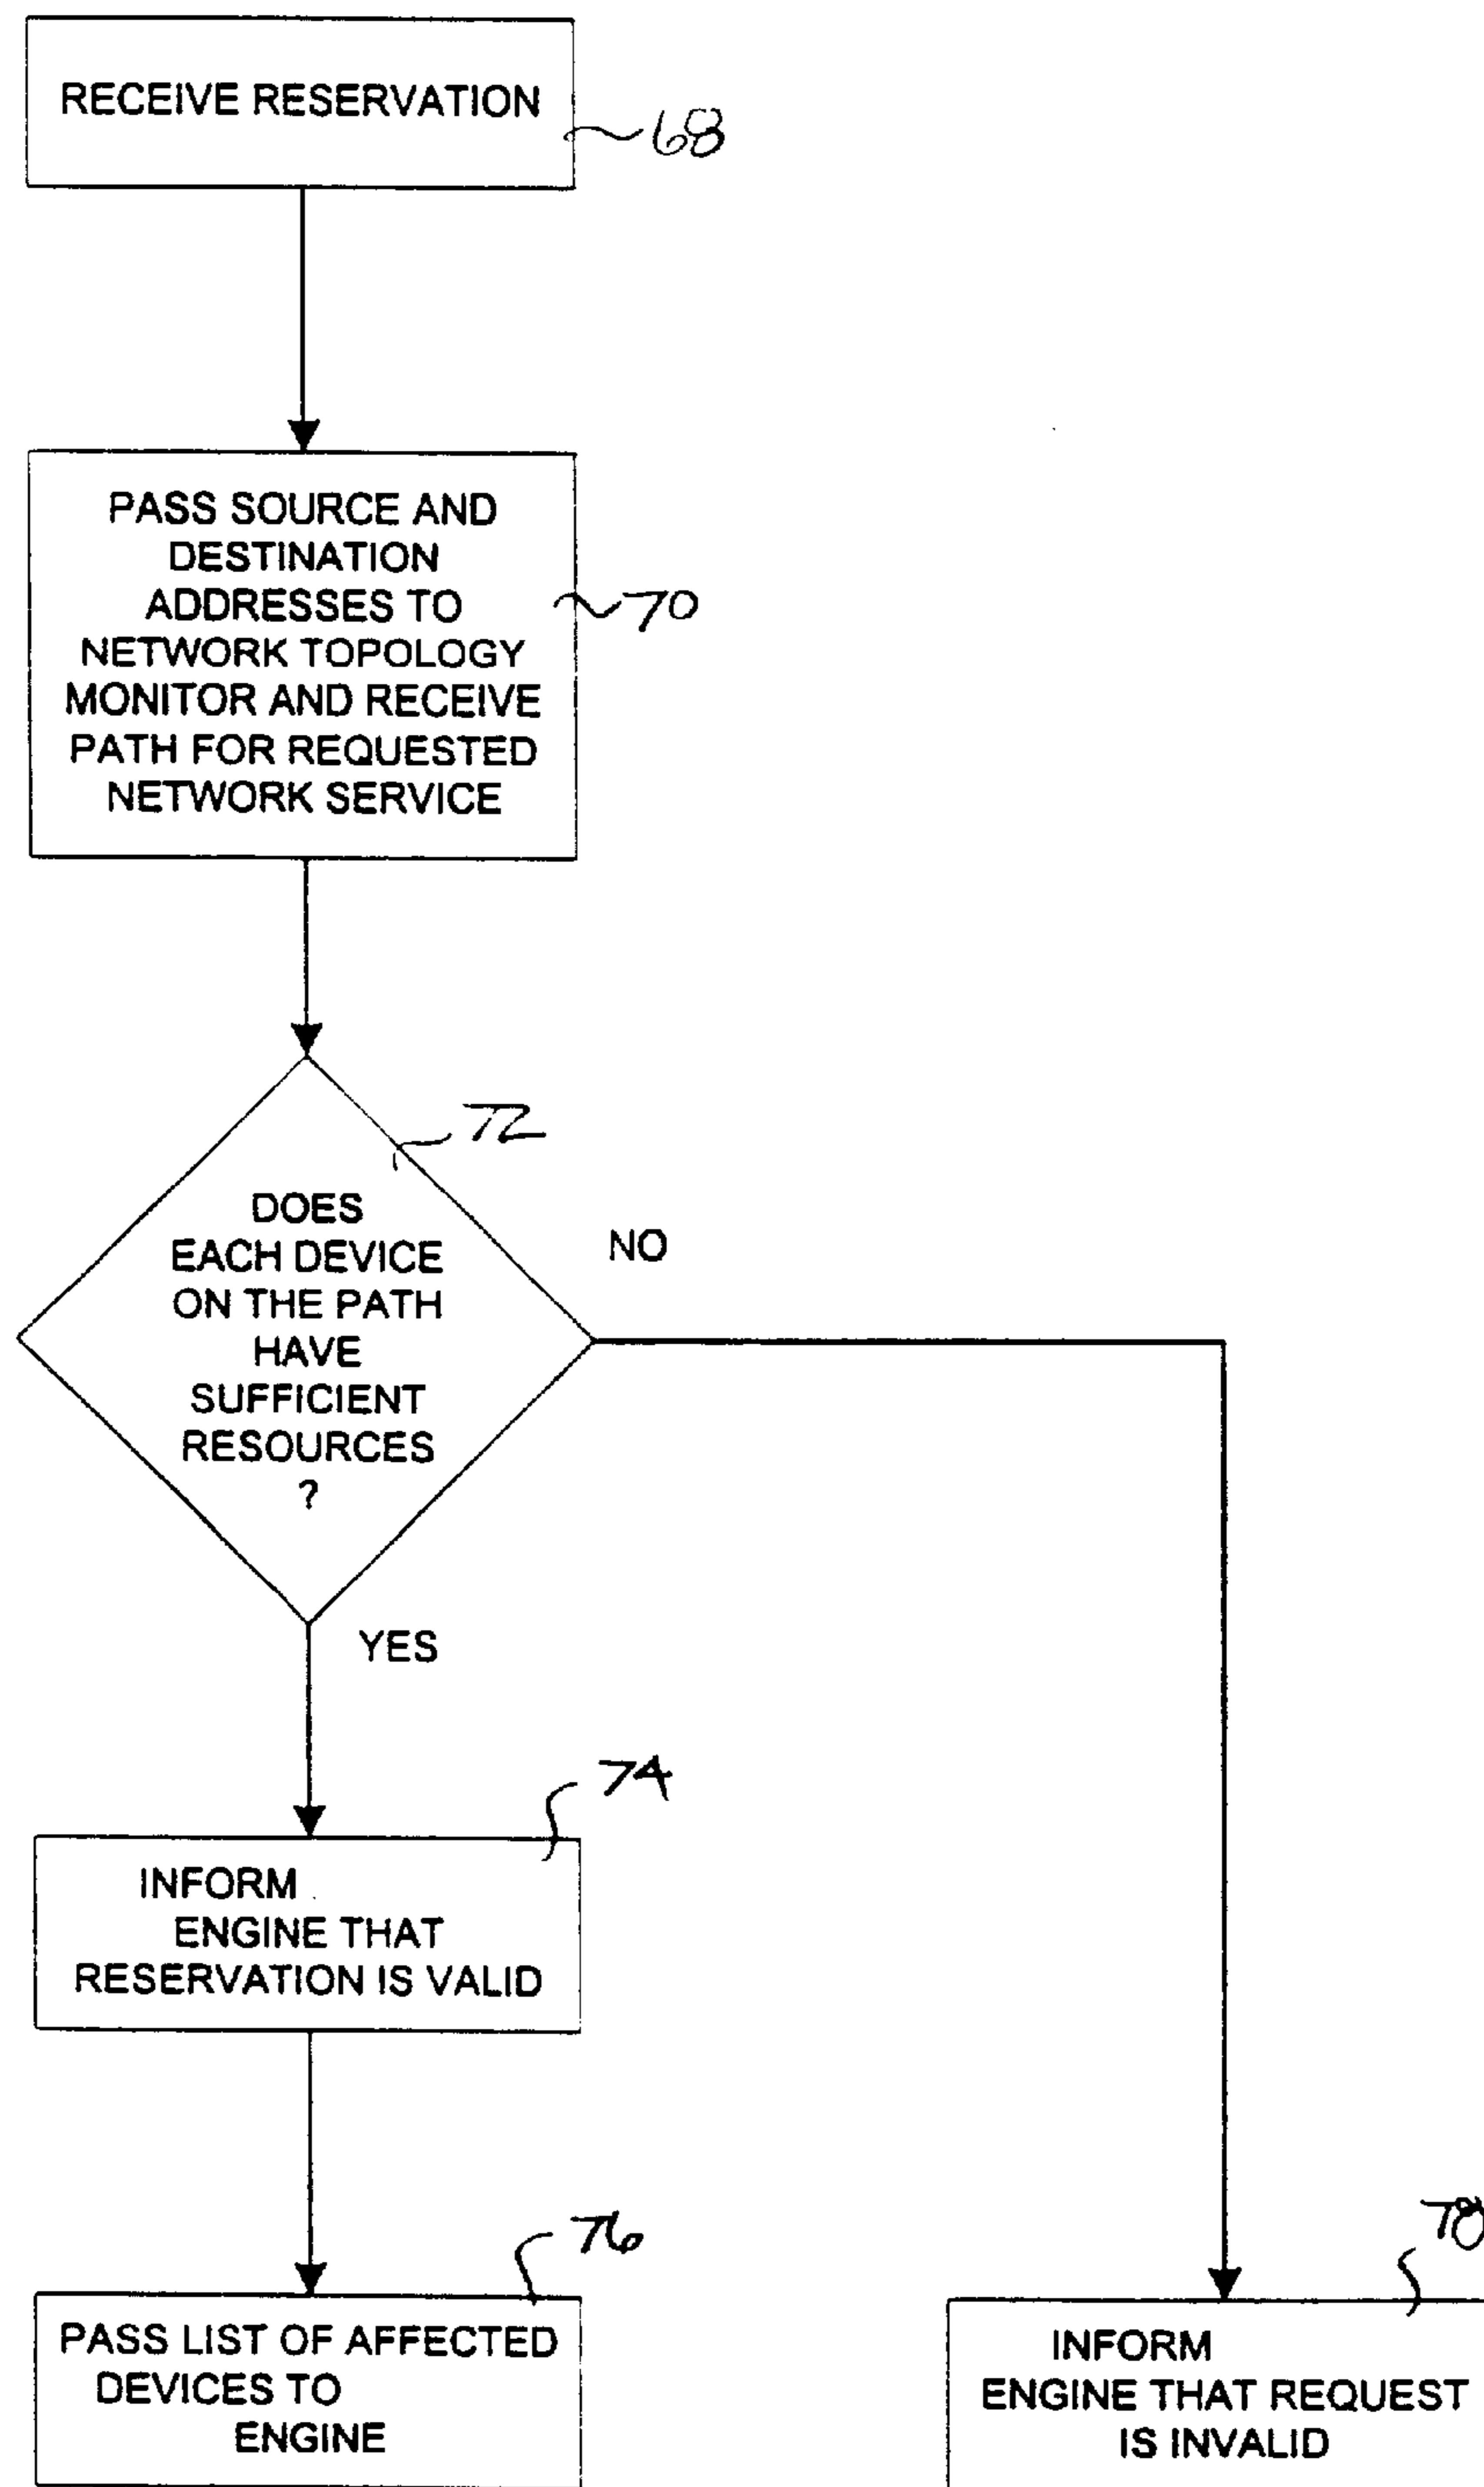 RECEIVE RESERVATION
68
PASS SOURCE AND
DESTINATION
ADDRESSES TO
NETWORK TOPOLOGY
MONITOR AND RECEIVE
PATH FOR REQUESTED
NETWORK SERVICE
70
72
DOES
EACH DEVICE
ON THE PATH
HAVE
SUFFICIENT
RESOURCES
?
NO
YES
74
INFORM
ENGINE THAT
RESERVATION IS VALID
76
PASS LIST OF AFFECTED
DEVICES TO
ENGINE
78
INFORM
ENGINE THAT REQUEST
IS INVALID